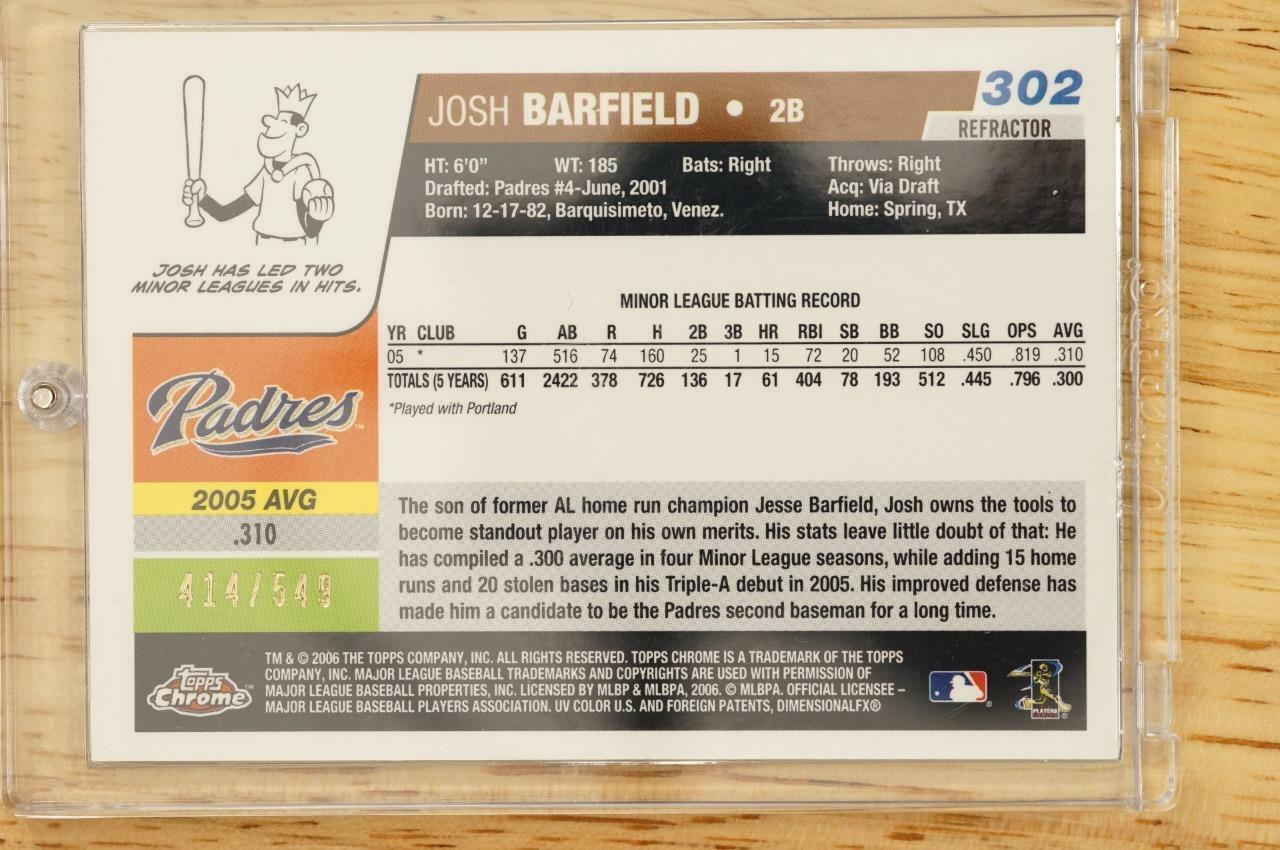 JOSH BARFIELD • 2B
302
REFRACTOR
HT: 6'0" WT: 185 Bats: Right Throws: Right
Drafted: Padres #4-June, 2001 Acq: Via Draft
Born: 12-17-82, Barquisimeto, Venez. Home: Spring, TX
JOSH HAS LED TWO
MINOR LEAGUES IN HITS.
MINOR LEAGUE BATTING RECORD
YR CLUB G AB R H 2B 3B HR RBI SB BB SO SLG OPS AVG
05 * 137 516 74 160 25 1 15 72 20 52 108 .450 .819 .310
TOTALS (5 YEARS) 611 2422 378 726 136 17 61 404 78 193 512 .445 .796 .300
*Played with Portland
Padres™
2005 AVG
.310
414/549
The son of former AL home run champion Jesse Barfield, Josh owns the tools to
become standout player on his own merits. His stats leave little doubt of that: He
has compiled a .300 average in four Minor League seasons, while adding 15 home
runs and 20 stolen bases in his Triple-A debut in 2005. His improved defense has
made him a candidate to be the Padres second baseman for a long time.
Topps
Chrome™
TM & © 2006 THE TOPPS COMPANY, INC. ALL RIGHTS RESERVED. TOPPS CHROME IS A TRADEMARK OF THE TOPPS
COMPANY, INC. MAJOR LEAGUE BASEBALL TRADEMARKS AND COPYRIGHTS ARE USED WITH PERMISSION OF
MAJOR LEAGUE BASEBALL PROPERTIES, INC. LICENSED BY MLBP & MLBPA, 2006. © MLBPA. OFFICIAL LICENSEE –
MAJOR LEAGUE BASEBALL PLAYERS ASSOCIATION. UV COLOR U.S. AND FOREIGN PATENTS, DIMENSIONALFX®
PLAYERS